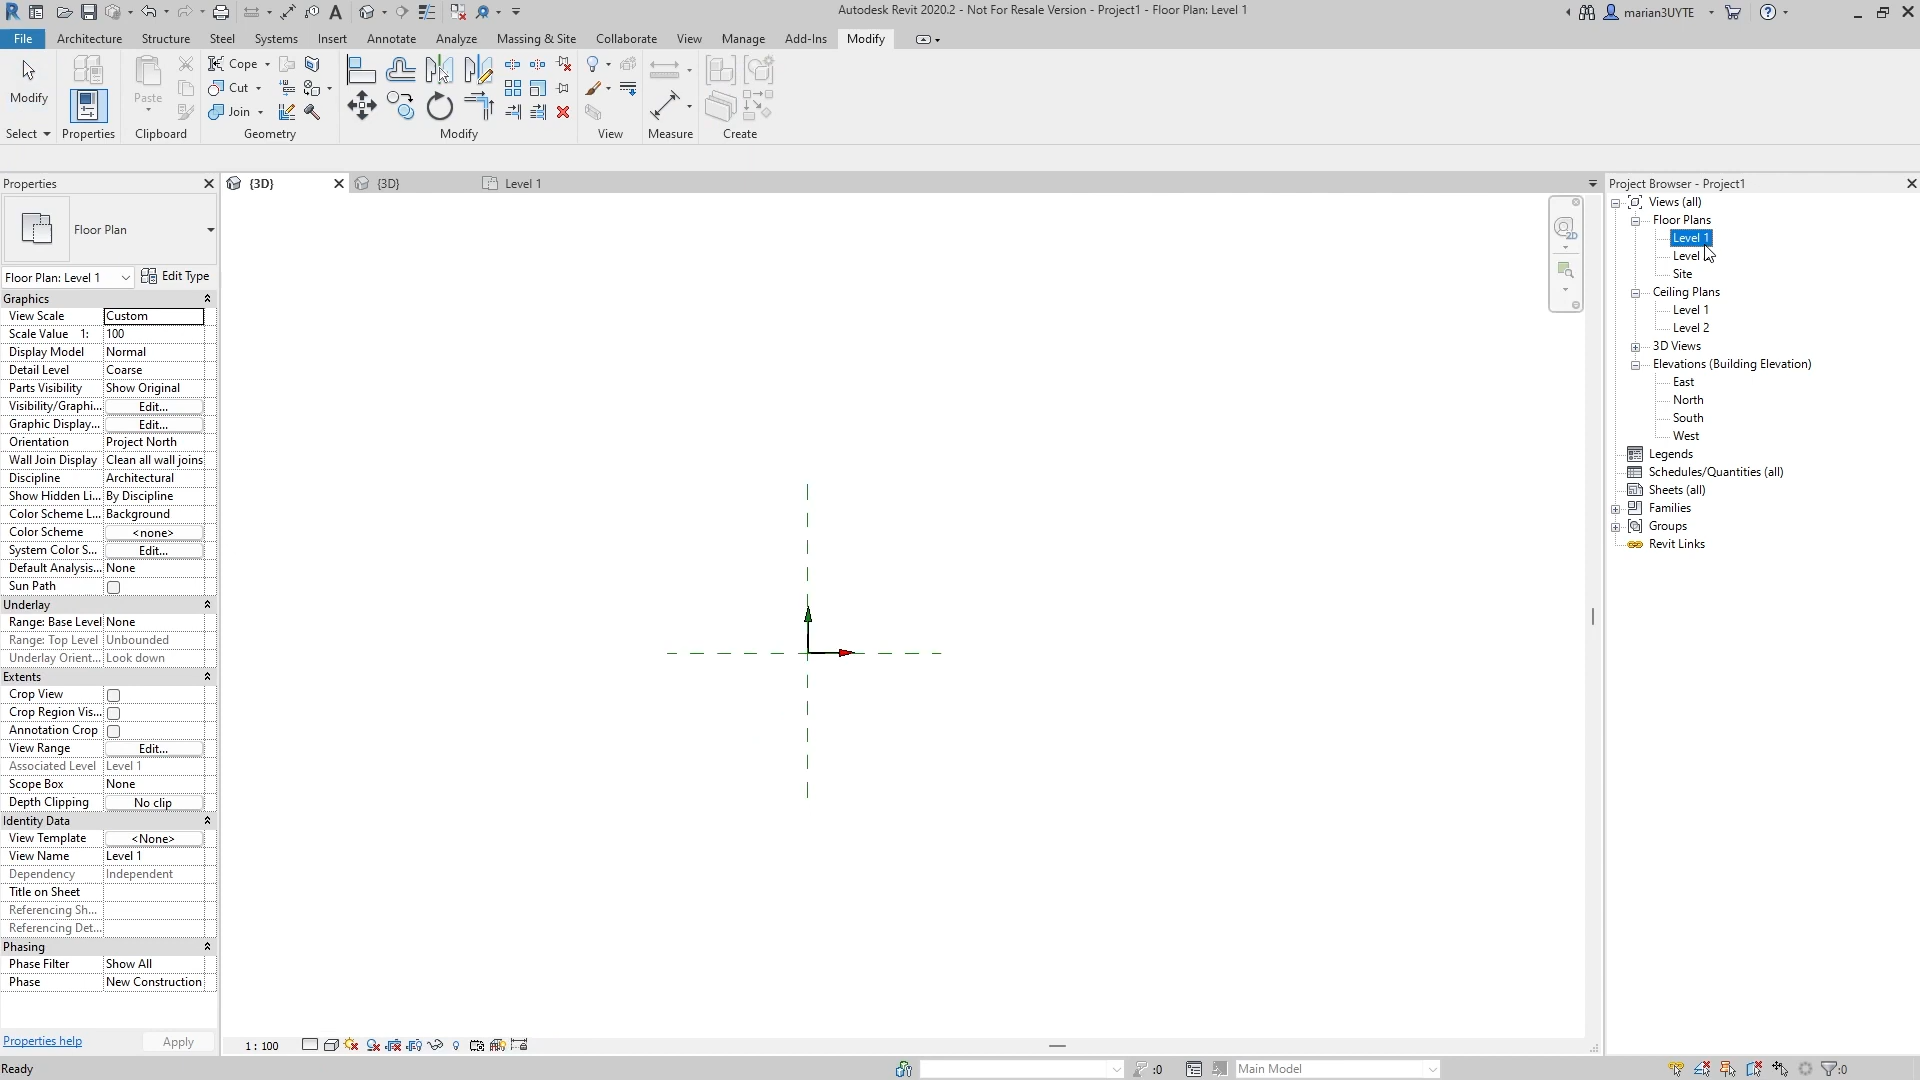 Autodesk Revit 2020.2 - Not For Resale Version - Project1 - Floor Plan: Level 1
marian3UYTE
File Architecture Structure Steel Systems Insert Annotate Analyze Massing & Site Collaborate View Manage Add-Ins Modify
Modify
Paste
Cope
Cut
Join
Select Properties Clipboard Geometry Modify View Measure Create
Properties
{3D}
{3D}
Level 1
Project Browser - Project1
Floor Plan
Floor Plan: Level 1 Edit Type
Graphics
View Scale Custom
Scale Value 1: 100
Display Model Normal
Detail Level Coarse
Parts Visibility Show Original
Visibility/Graphi... Edit...
Graphic Display... Edit...
Orientation Project North
Wall Join Display Clean all wall joins
Discipline Architectural
Show Hidden Li... By Discipline
Color Scheme L... Background
Color Scheme <none>
System Color S... Edit...
Default Analysis... None
Sun Path
Underlay
Range: Base Level None
Range: Top Level Unbounded
Underlay Orient... Look down
Extents
Crop View
Crop Region Vis...
Annotation Crop
View Range Edit...
Associated Level Level 1
Scope Box None
Depth Clipping No clip
Identity Data
View Template <None>
View Name Level 1
Dependency Independent
Title on Sheet
Referencing Sh...
Referencing Det...
Phasing
Phase Filter Show All
Phase New Construction
Properties help Apply
2D
Views (all)
Floor Plans
Level 1
Level
Site
Ceiling Plans
Level 1
Level 2
3D Views
Elevations (Building Elevation)
East
North
South
West
Legends
Schedules/Quantities (all)
Sheets (all)
Families
Groups
Revit Links
1 : 100
Ready
:0
Main Model
:0